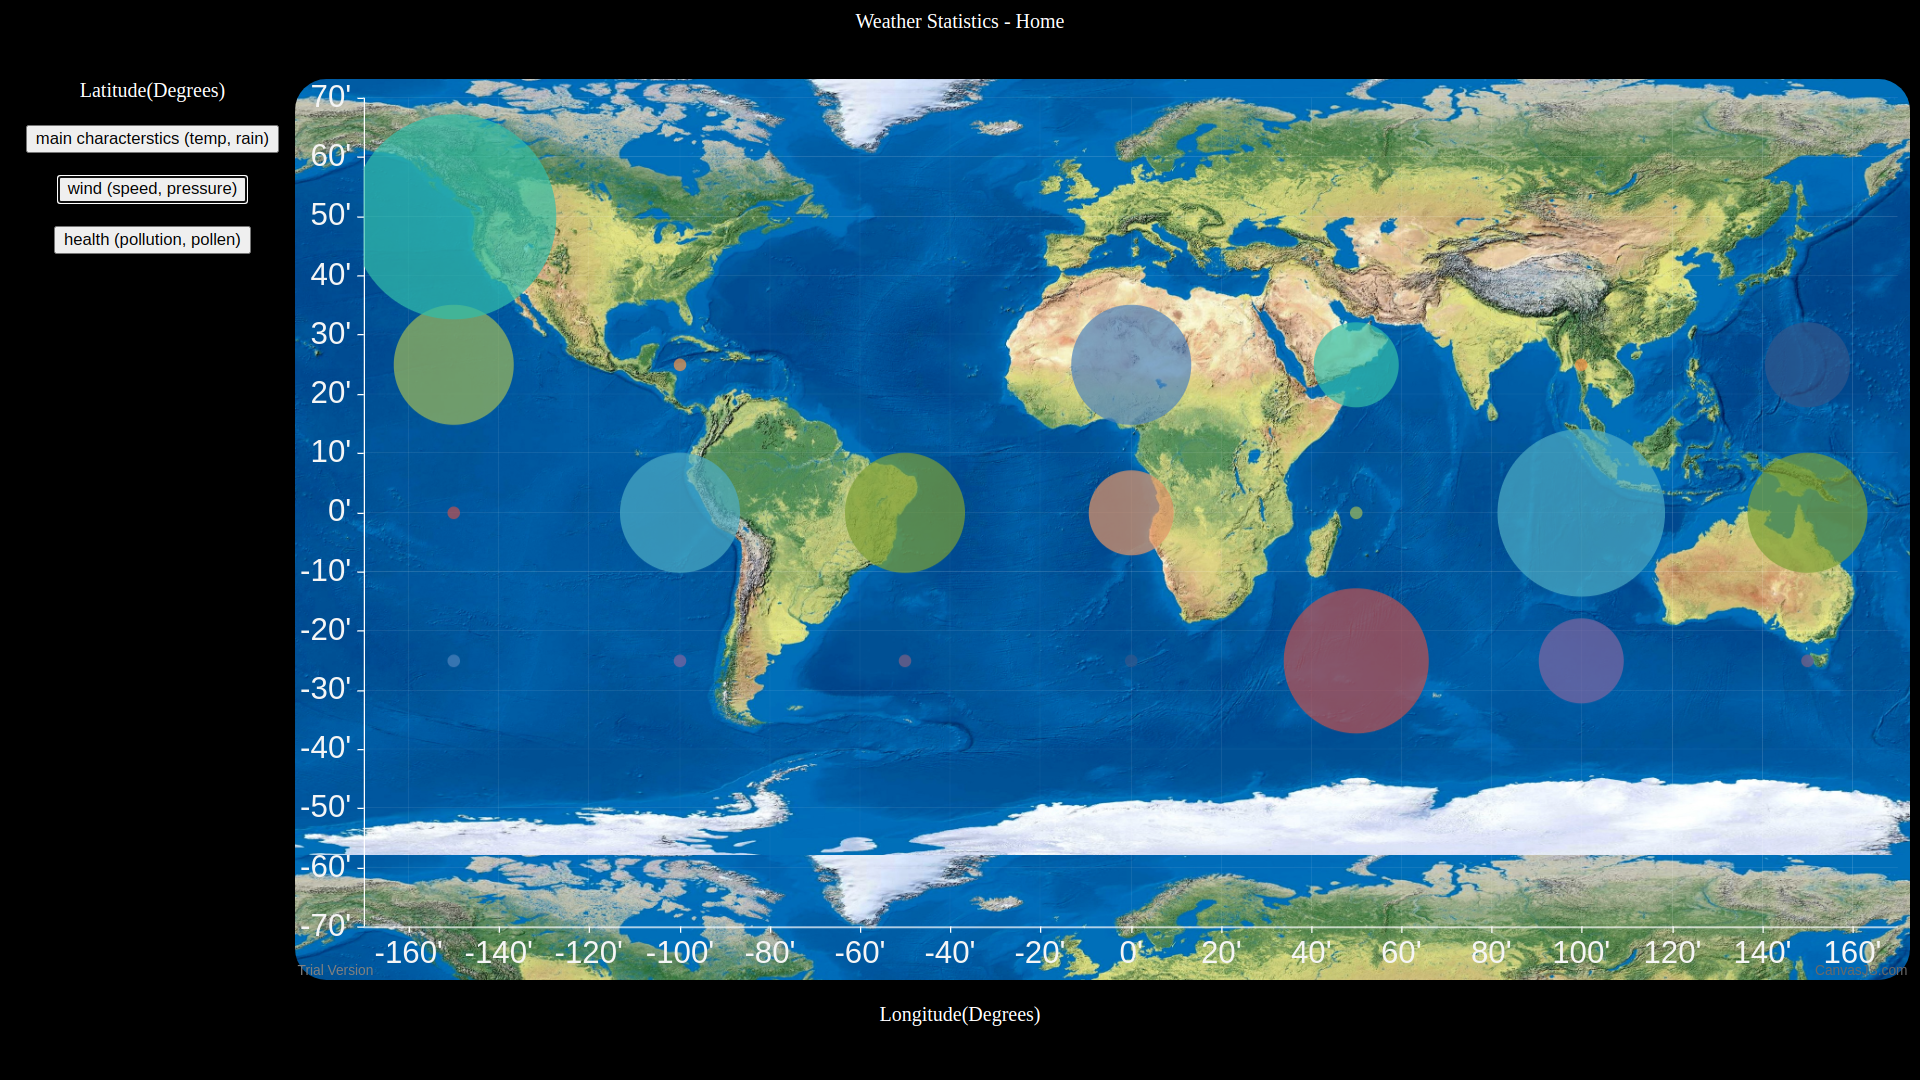 Weather Statistics - Home
Latitude(Degrees)
main characterstics (temp, rain)
wind (speed, pressure)
health (pollution, pollen)
70'
60'
50'
40'
30'
20'
10'
0'
-10'
-20'
-30'
-40'
-50'
-60'
-70'
-160' -140' -120' -100' -80' -60' -40' -20' 0' 20' 40' 60' 80' 100' 120' 140' 160'
Trial Version CanvasJS.com
Longitude(Degrees)